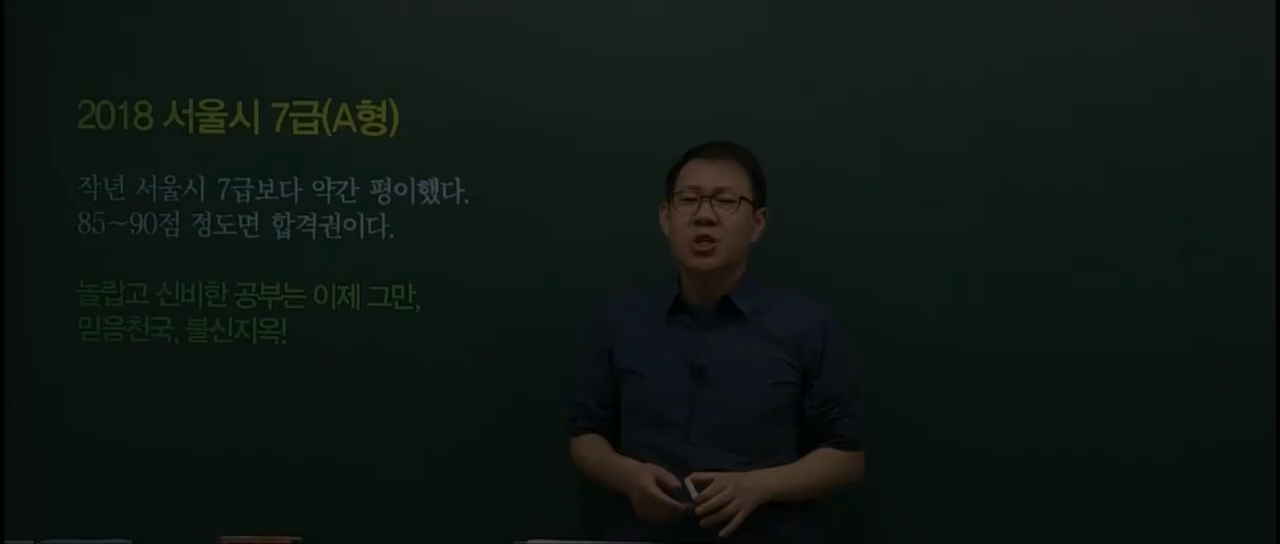 2018 서울시 7급(A형)
작년 서울시 7급보다 약간 평이했다.
85~90점 정도면 합격권이다.
놀랍고 신비한 공부는 이제 그만,
믿음천국, 불신지옥!